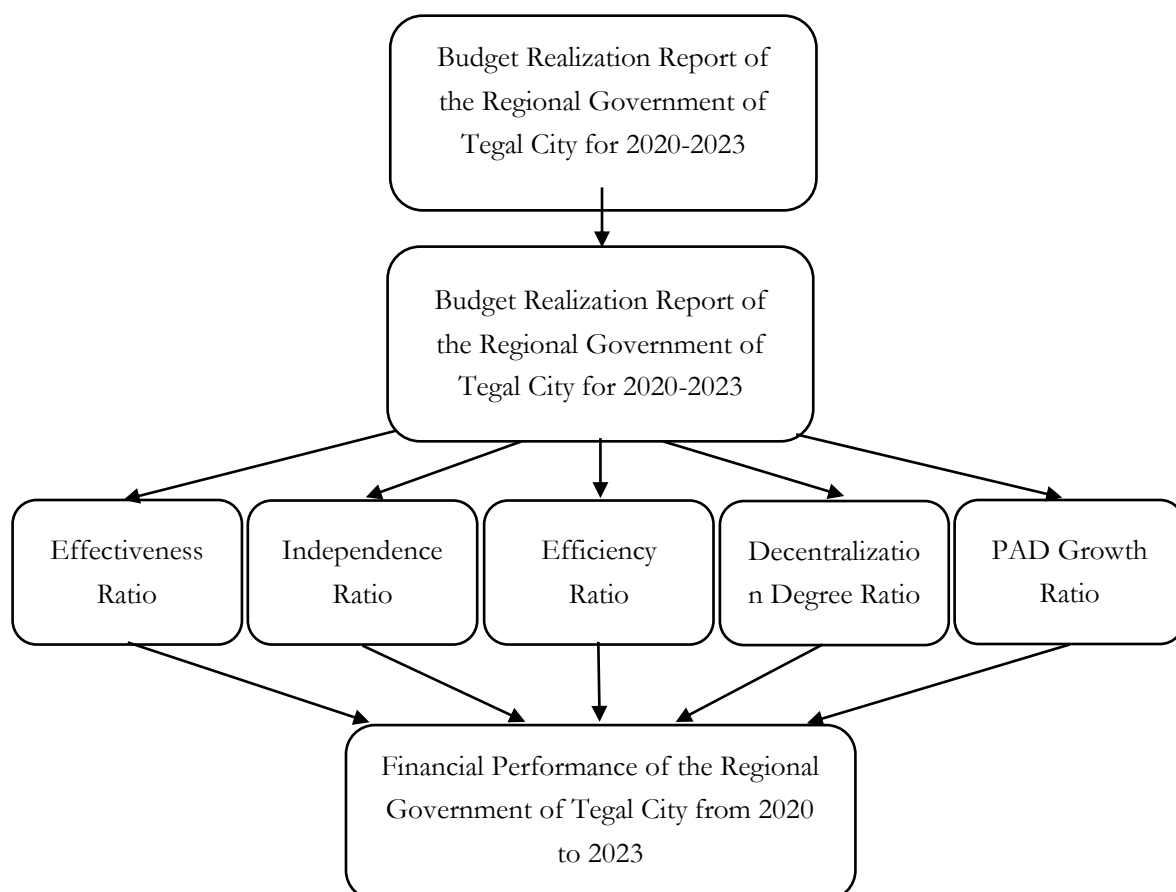 Budget Realization Report of
the Regional Government of
Tegal City for 2020-2023
Budget Realization Report of
the Regional Government of
Tegal City for 2020-2023
Effectiveness
Ratio
Independence
Ratio
Efficiency
Ratio
Decentralizatio
n Degree Ratio
PAD Growth
Ratio
Financial Performance of the Regional
Government of Tegal City from 2020
to 2023